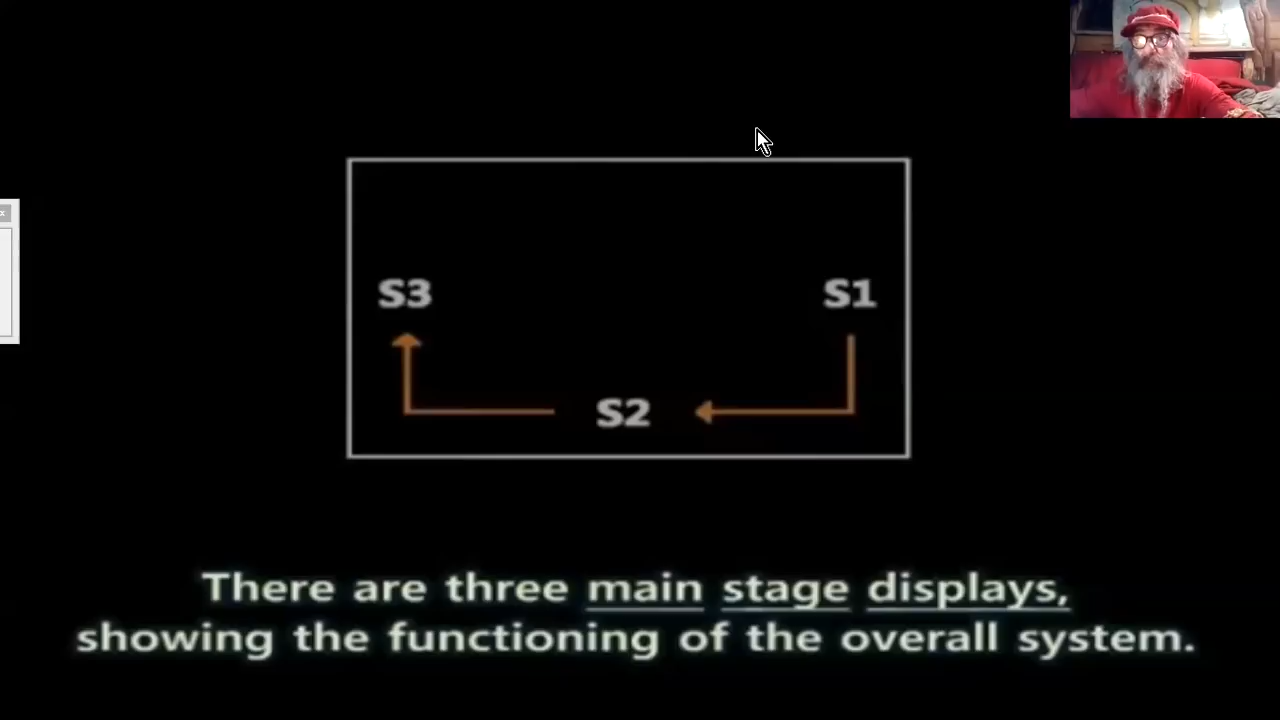 S3 S1
S2
There are three main stage displays,
showing the functioning of the overall system.